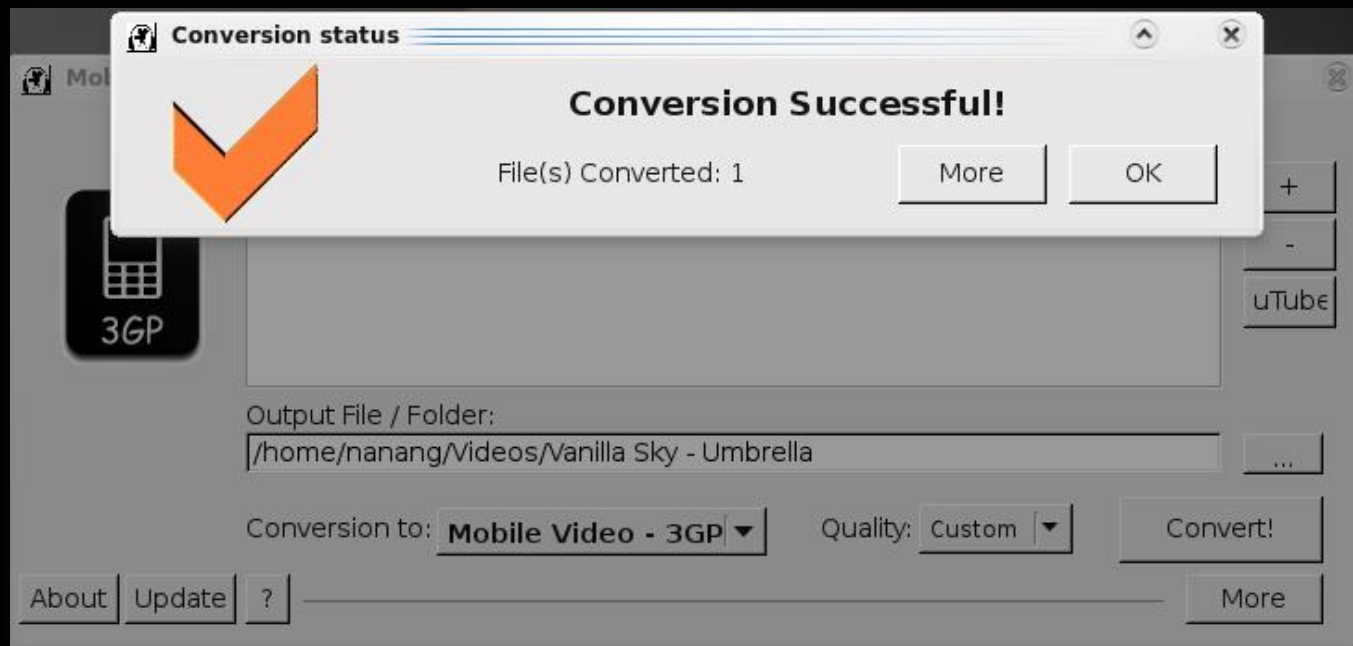 Conversion status
Conversion Successful!
File(s) Converted: 1
More
OK
+
-
uTube
3GP
Output File / Folder:
/home/nanang/Videos/Vanilla Sky - Umbrella
...
Conversion to: Mobile Video - 3GP Quality: Custom Convert!
About Update ? More